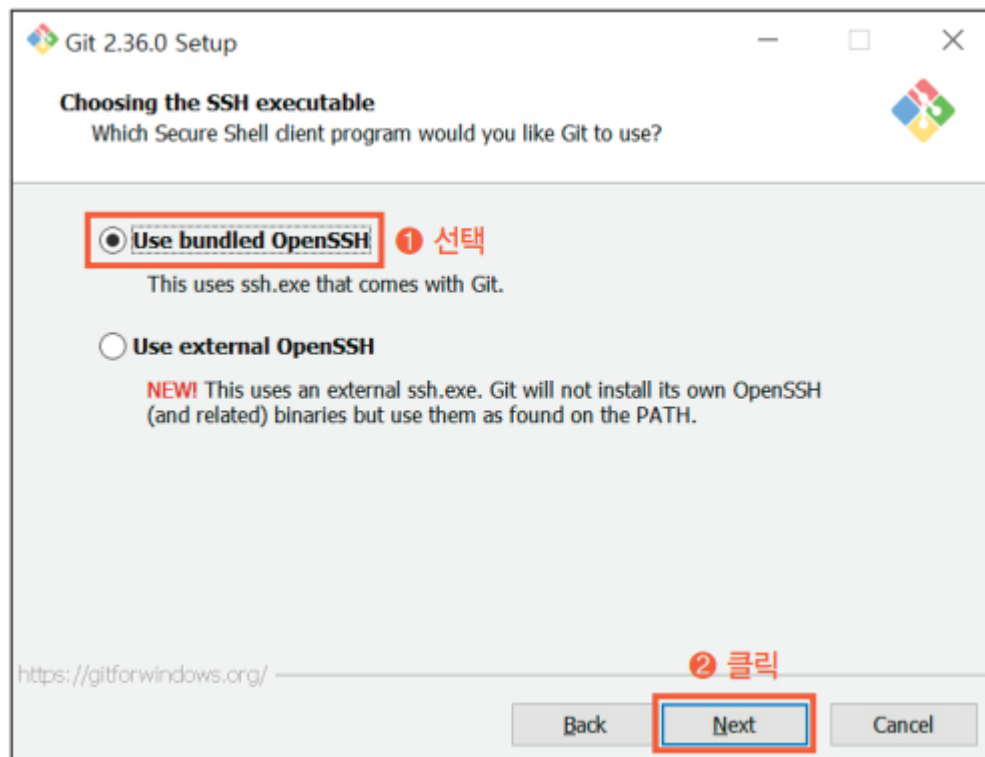 Git 2.36.0 Setup
Choosing the SSH executable
Which Secure Shell client program would you like Git to use?
Use bundled OpenSSH
❶ 선택
This uses ssh.exe that comes with Git.
Use external OpenSSH
NEW! This uses an external ssh.exe. Git will not install its own OpenSSH
(and related) binaries but use them as found on the PATH.
https://gitforwindows.org/
❷ 클릭
Back
Next
Cancel